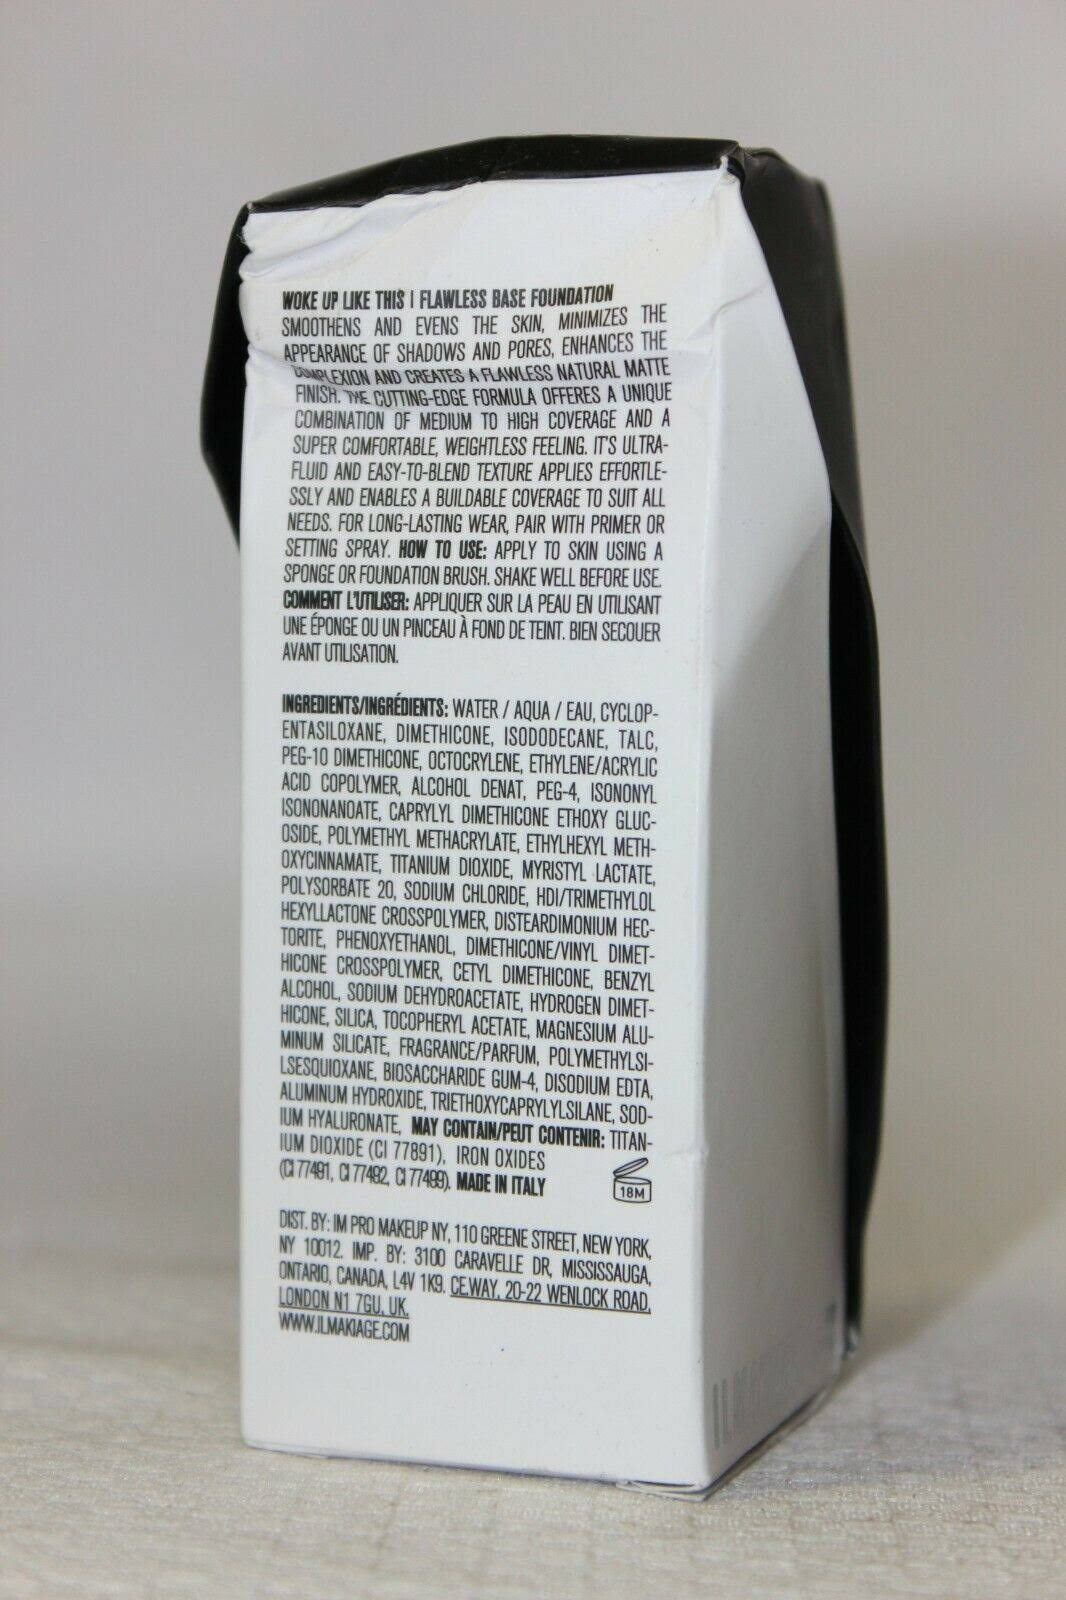 WOKE UP LIKE THIS | FLAWLESS BASE FOUNDATION
SMOOTHENS AND EVENS THE SKIN, MINIMIZES THE
APPEARANCE OF SHADOWS AND PORES, ENHANCES THE
COMPLEXION AND CREATES A FLAWLESS NATURAL MATTE
FINISH. THE CUTTING-EDGE FORMULA OFFERES A UNIQUE
COMBINATION OF MEDIUM TO HIGH COVERAGE AND A
SUPER COMFORTABLE, WEIGHTLESS FEELING. IT'S ULTRA-
FLUID AND EASY-TO-BLEND TEXTURE APPLIES EFFORTLE-
SSLY AND ENABLES A BUILDABLE COVERAGE TO SUIT ALL
NEEDS. FOR LONG-LASTING WEAR, PAIR WITH PRIMER OR
SETTING SPRAY. HOW TO USE: APPLY TO SKIN USING A
SPONGE OR FOUNDATION BRUSH. SHAKE WELL BEFORE USE.
COMMENT L'UTILISER: APPLIQUER SUR LA PEAU EN UTILISANT
UNE ÉPONGE OU UN PINCEAU À FOND DE TEINT. BIEN SECOUER
AVANT UTILISATION.
INGREDIENTS/INGRÉDIENTS: WATER / AQUA / EAU, CYCLOP-
ENTASILOXANE, DIMETHICONE, ISODODECANE, TALC,
PEG-10 DIMETHICONE, OCTOCRYLENE, ETHYLENE/ACRYLIC
ACID COPOLYMER, ALCOHOL DENAT, PEG-4, ISONONYL
ISONONANOATE, CAPRYLYL DIMETHICONE ETHOXY GLUC-
OSIDE, POLYMETHYL METHACRYLATE, ETHYLHEXYL METH-
OXYCINNAMATE, TITANIUM DIOXIDE, MYRISTYL LACTATE,
POLYSORBATE 20, SODIUM CHLORIDE, HDI/TRIMETHYLOL
HEXYLLACTONE CROSSPOLYMER, DISTEARDIMONIUM HEC-
TORITE, PHENOXYETHANOL, DIMETHICONE/VINYL DIMET-
HICONE CROSSPOLYMER, CETYL DIMETHICONE, BENZYL
ALCOHOL, SODIUM DEHYDROACETATE, HYDROGEN DIMET-
HICONE, SILICA, TOCOPHERYL ACETATE, MAGNESIUM ALU-
MINUM SILICATE, FRAGRANCE/PARFUM, POLYMETHYLSI-
LSESQUIOXANE, BIOSACCHARIDE GUM-4, DISODIUM EDTA,
ALUMINUM HYDROXIDE, TRIETHOXYCAPRYLYLSILANE, SOD-
IUM HYALURONATE, MAY CONTAIN/PEUT CONTENIR: TITAN-
IUM DIOXIDE (CI 77891), IRON OXIDES
(CI 77491, CI 77492, CI 77499). MADE IN ITALY
18M
DIST. BY: IM PRO MAKEUP NY, 110 GREENE STREET, NEW YORK,
NY 10012. IMP. BY: 3100 CARAVELLE DR, MISSISSAUGA,
ONTARIO, CANADA, L4V 1K9. CE.WAY, 20-22 WENLOCK ROAD,
LONDON N1 7GU, UK.
WWW.ILMAKIAGE.COM